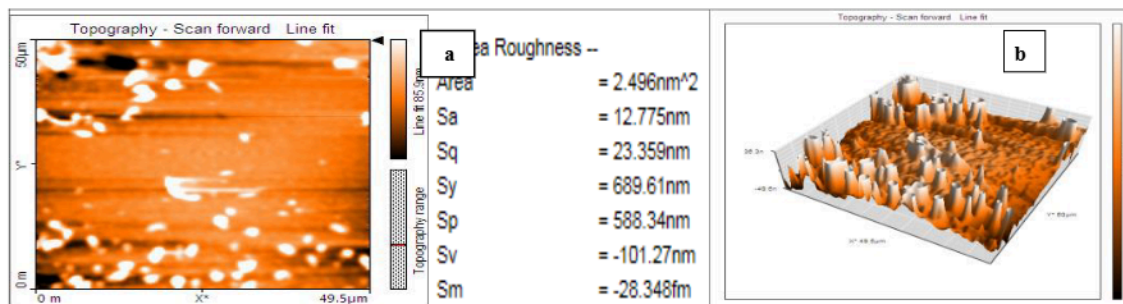 Topography - Scan forward Line fit
50µm
Y*
0 m
0 m
X*
49.5µm
Line fit 85.9nm
Topography range
a
ea Roughness --
Area = 2.496nm^2
Sa = 12.775nm
Sq = 23.359nm
Sy = 689.61nm
Sp = 588.34nm
Sv = -101.27nm
Sm = -28.348fm
Topography - Scan forward Line fit
b
X* 49.5µm